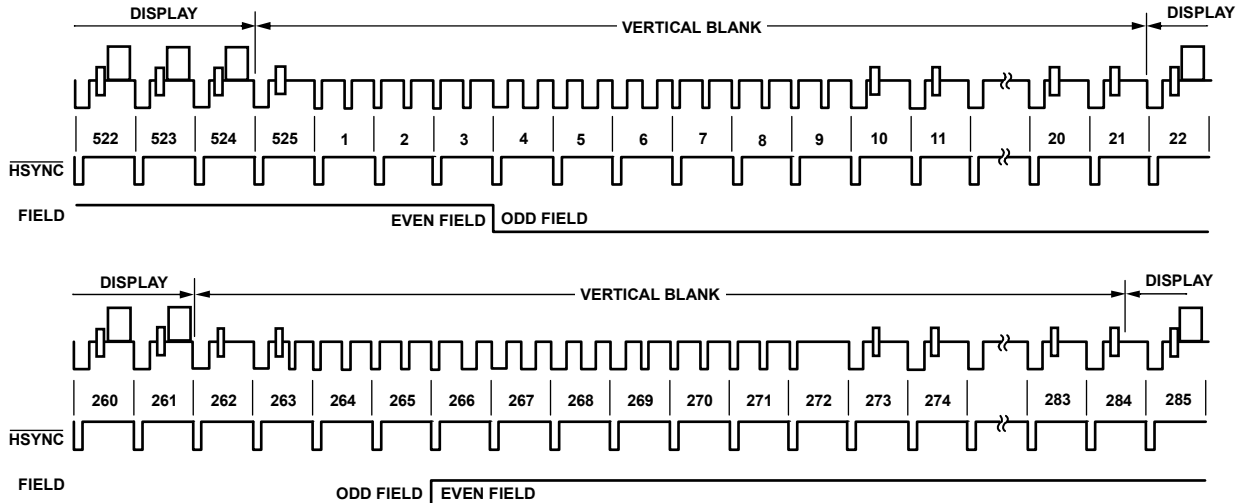 DISPLAY VERTICAL BLANK DISPLAY
522 523 524 525 1 2 3 4 5 6 7 8 9 10 11 20 21 22
HSYNC
FIELD EVEN FIELD ODD FIELD
DISPLAY VERTICAL BLANK DISPLAY
260 261 262 263 264 265 266 267 268 269 270 271 272 273 274 283 284 285
HSYNC
FIELD ODD FIELD EVEN FIELD